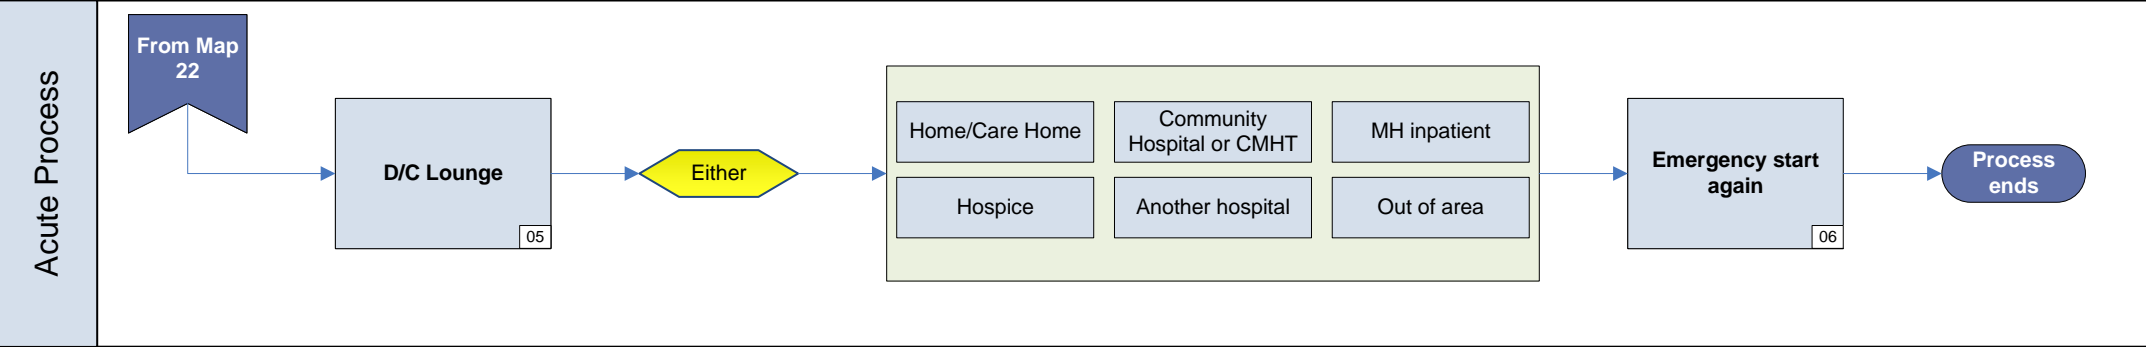 Acute Process
From Map
22
D/C Lounge
05
Either
Home/Care Home
Community
Hospital or CMHT
MH inpatient
Hospice
Another hospital
Out of area
Emergency start
again
06
Process
ends